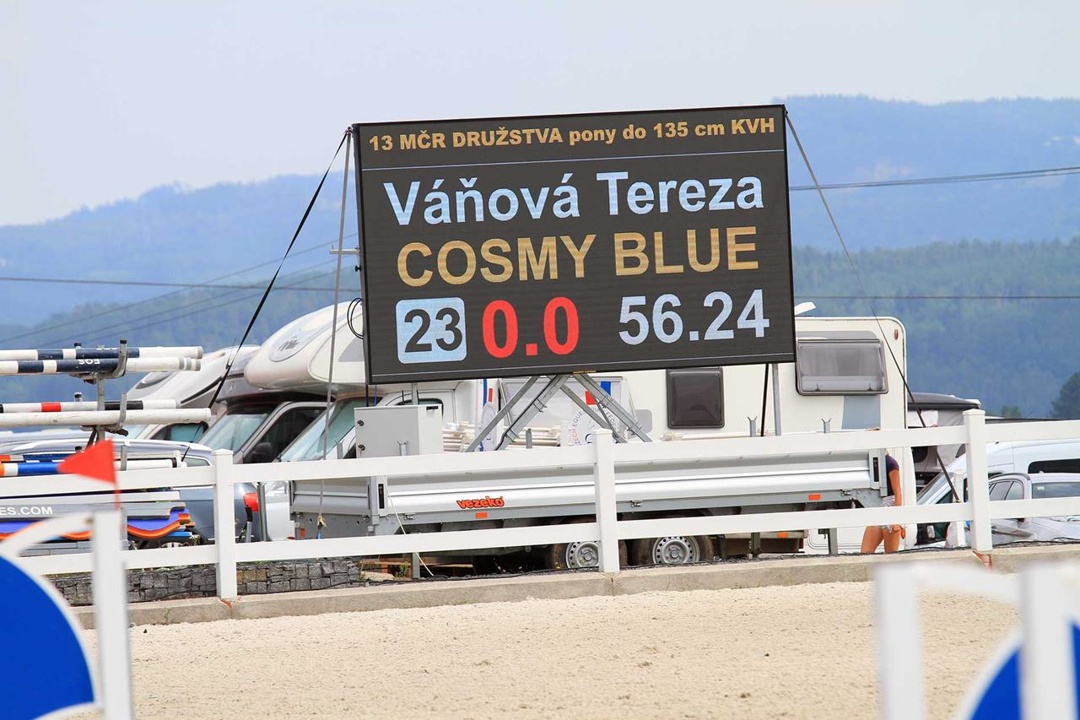 13 MČR DRUŽSTVA pony do 135 cm KVH
Váňová Tereza
COSMY BLUE
23 0.0 56.24
vezeko
ES.COM